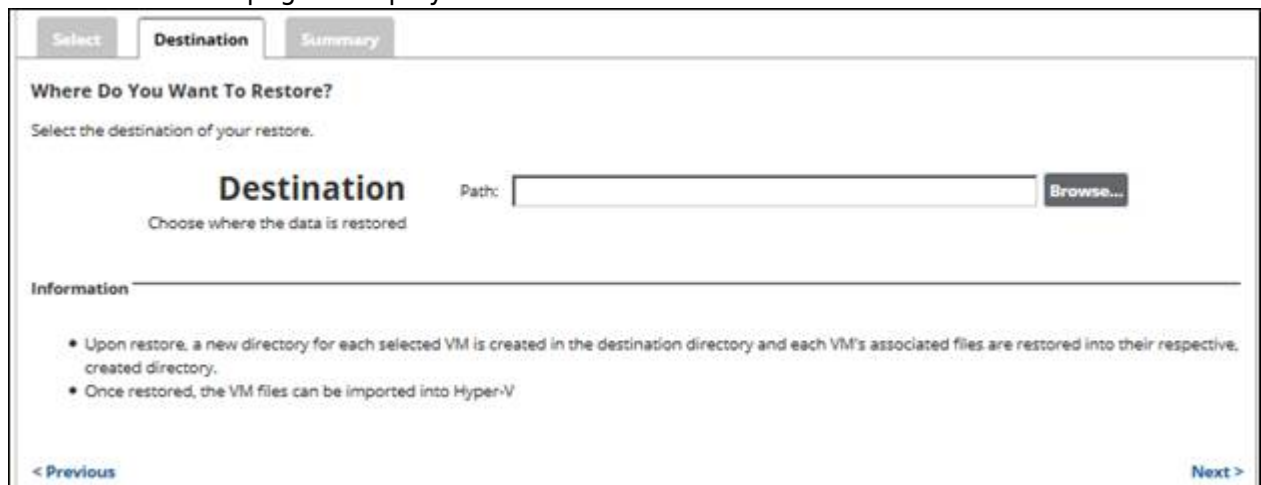 Select Destination Summary
Where Do You Want To Restore?
Select the destination of your restore.
Destination Path: Browse...
Choose where the data is restored
Information
• Upon restore, a new directory for each selected VM is created in the destination directory and each VM's associated files are restored into their respective,
created directory.
• Once restored, the VM files can be imported into Hyper-V
< Previous Next >